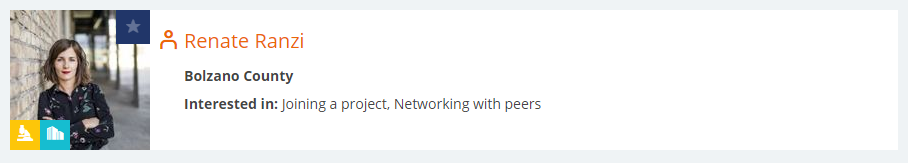 Renate Ranzi
Bolzano County
Interested in: Joining a project, Networking with peers